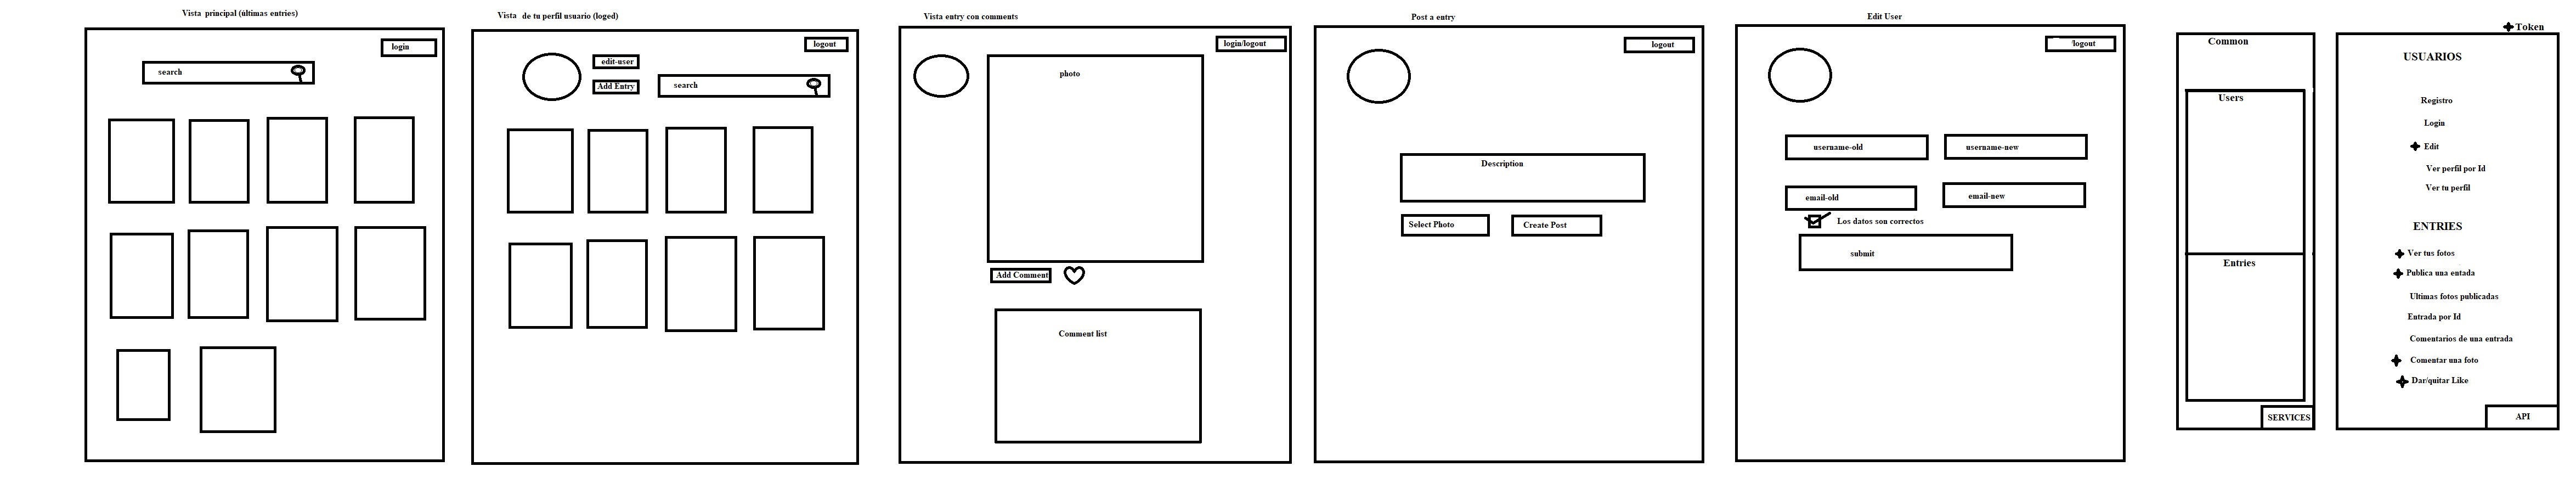 Vista principal (últimas entries)
login
search
Vista de tu perfil usuario (loged)
logout
edit-user
Add Entry
search
Vista entry con comments
login/logout
photo
Add Comment
Comment list
Post a entry
logout
Description
Select Photo
Create Post
Edit User
/logout
username-old
username-new
email-old
email-new
Los datos son correctos
submit
Common
Users
Entries
SERVICES
Token
USUARIOS
Registro
Login
Edit
Ver perfil por Id
Ver tu perfil
ENTRIES
Ver tus fotos
Publica una entada
Ultimas fotos publicadas
Entrada por Id
Comentarios de una entrada
Comentar una foto
Dar/quitar Like
API